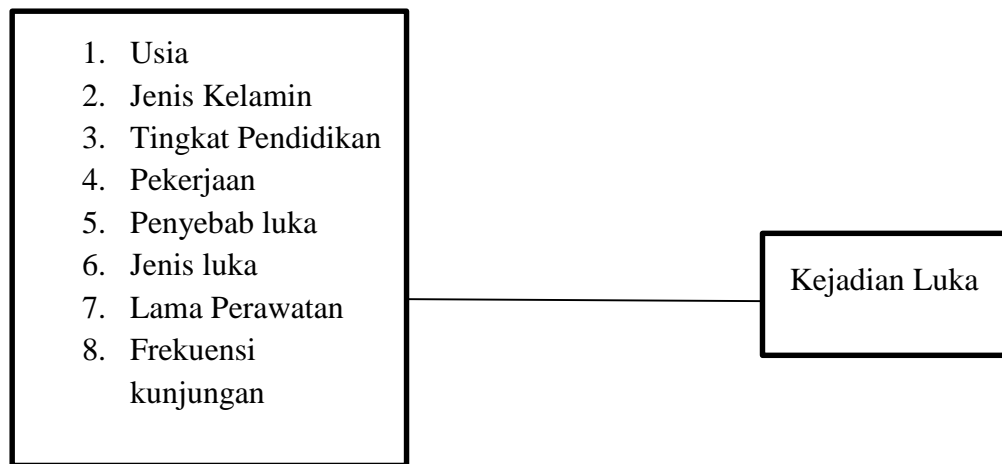 1. Usia
2. Jenis Kelamin
3. Tingkat Pendidikan
4. Pekerjaan
5. Penyebab luka
6. Jenis luka
7. Lama Perawatan
8. Frekuensi
kunjungan
Kejadian Luka